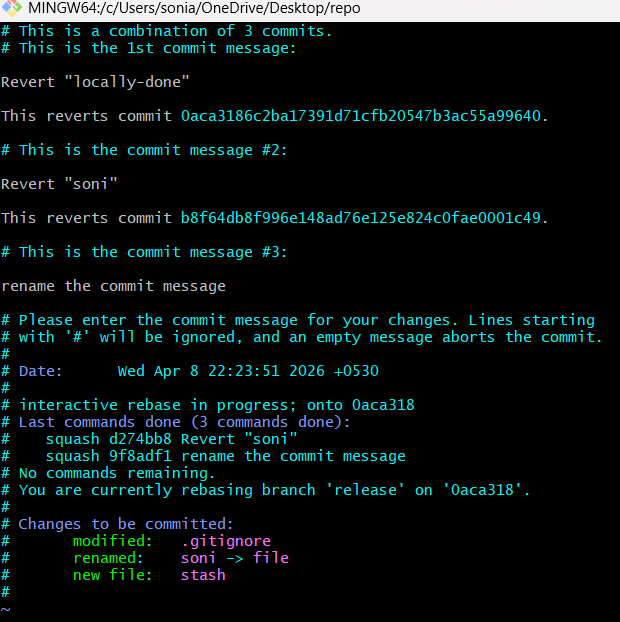 MINGW64:/c/Users/sonia/OneDrive/Desktop/repo
# This is a combination of 3 commits.
# This is the 1st commit message:
Revert "locally-done"
This reverts commit 0aca3186c2ba17391d71cfb20547b3ac55a99640.
# This is the commit message #2:
Revert "soni"
This reverts commit b8f64db8f996e148ad76e125e824c0fae0001c49.
# This is the commit message #3:
rename the commit message
# Please enter the commit message for your changes. Lines starting
# with '#' will be ignored, and an empty message aborts the commit.
#
# Date:      Wed Apr 8 22:23:51 2026 +0530
#
# interactive rebase in progress; onto 0aca318
# Last commands done (3 commands done):
#    squash d274bb8 Revert "soni"
#    squash 9f8adf1 rename the commit message
# No commands remaining.
# You are currently rebasing branch 'release' on '0aca318'.
#
# Changes to be committed:
#       modified:   .gitignore
#       renamed:    soni -> file
#       new file:   stash
#
~